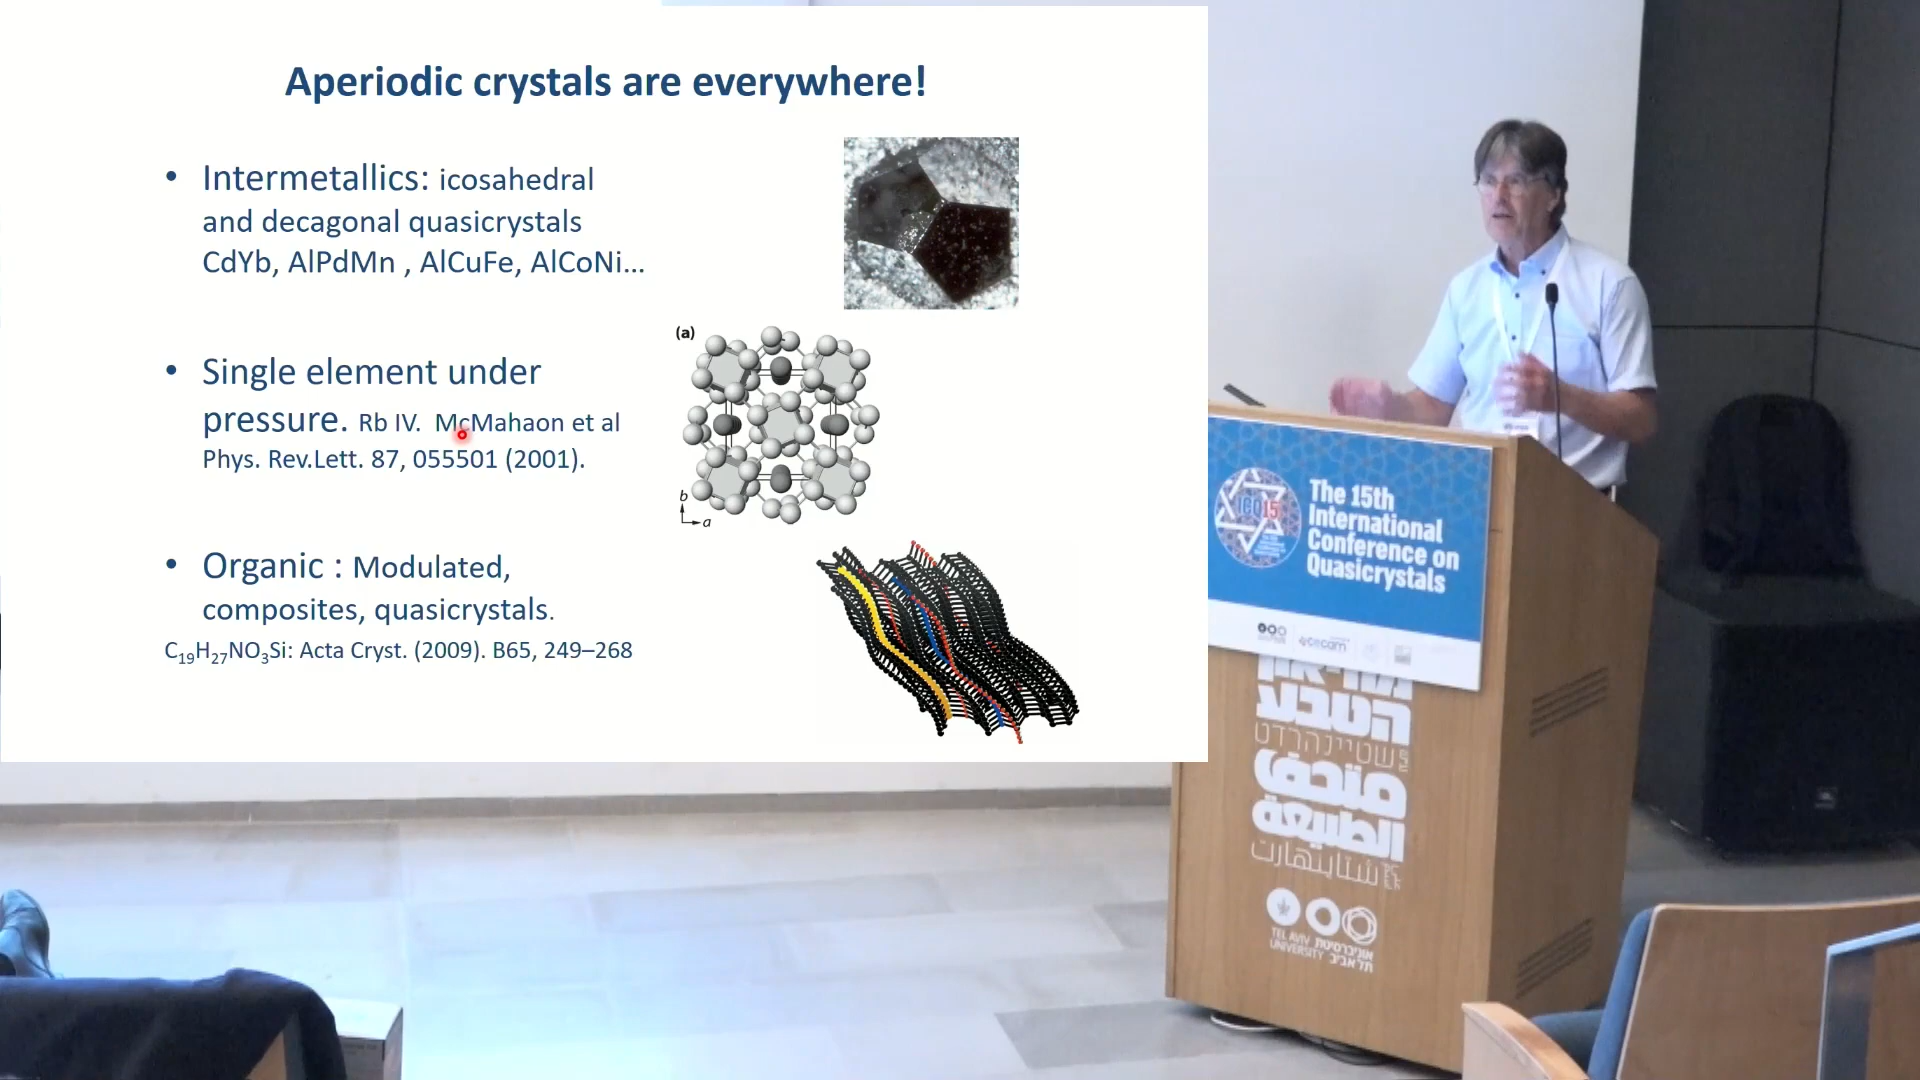 Aperiodic crystals are everywhere!
• Intermetallics: icosahedral
and decagonal quasicrystals
CdYb, AlPdMn , AlCuFe, AlCoNi...
• Single element under
pressure. Rb IV. McMahaon et al
Phys. Rev.Lett. 87, 055501 (2001).
(a)
b
a
• Organic : Modulated,
composites, quasicrystals.
C19H27NO3Si: Acta Cryst. (2009). B65, 249–268
ICQ15
The 15th
International
Conference on
Quasicrystals
cecam
הטבע
שטיינהרדט
متحف
الطبيعة
شتاينهارت
TEL AVIV
UNIVERSITY
אוניברסיטת
תל אביב
JBL